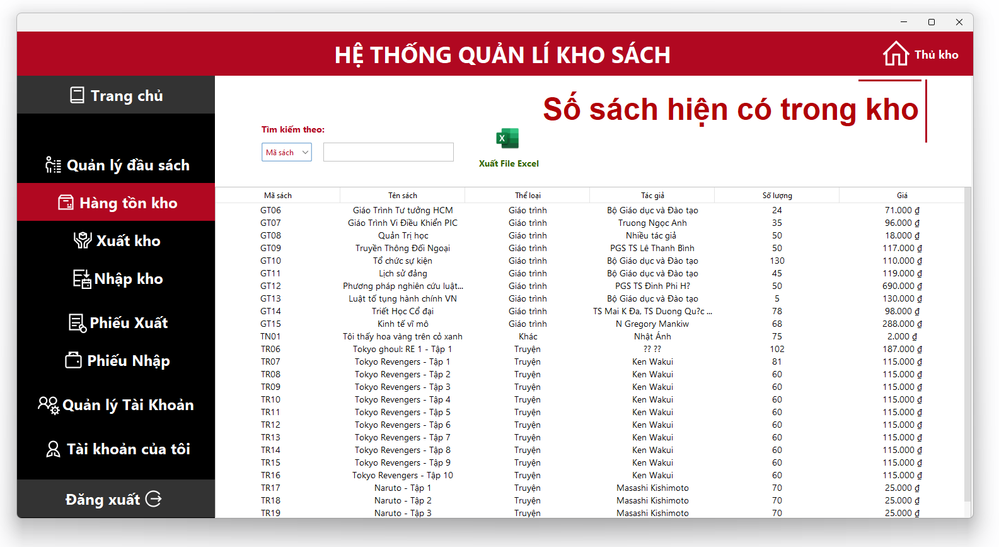 HỆ THỐNG QUẢN LÍ KHO SÁCH
Thủ kho
Trang chủ
Quản lý đầu sách
Hàng tồn kho
Xuất kho
Nhập kho
Phiếu Xuất
Phiếu Nhập
Quản lý Tài Khoản
Tài khoản của tôi
Đăng xuất
Số sách hiện có trong kho
Tìm kiếm theo:
Mã sách
Xuất File Excel
Mã sách Tên sách Thể loại Tác giả Số lượng Giá
GT06 Giáo Trình Tư tưởng HCM Giáo trình Bộ Giáo dục và Đào tạo 24 71.000 ₫
GT07 Giáo Trình Vi Điều Khiển PIC Giáo trình Truong Ngọc Anh 35 96.000 ₫
GT08 Quản Trị học Giáo trình Nhiều tác giả 50 18.000 ₫
GT09 Truyền Thông Đối Ngoại Giáo trình PGS TS Lê Thanh Bình 50 117.000 ₫
GT10 Tổ chức sự kiện Giáo trình Bộ Giáo dục và Đào tạo 130 110.000 ₫
GT11 Lịch sử đảng Giáo trình Bộ Giáo dục và Đào tạo 45 119.000 ₫
GT12 Phương pháp nghiên cứu luật... Giáo trình PGS TS Đinh Phi H? 50 690.000 ₫
GT13 Luật tố tụng hành chính VN Giáo trình Bộ Giáo dục và Đào tạo 5 130.000 ₫
GT14 Triết Học Cổ đại Giáo trình TS Mai K Đa, TS Duong Qu?c ... 78 98.000 ₫
GT15 Kinh tế vĩ mô Giáo trình N Gregory Mankiw 68 288.000 ₫
TN01 Tôi thấy hoa vàng trên cỏ xanh Khác Nhật Ánh 75 2.000 ₫
TR06 Tokyo ghoul: RE 1 - Tập 1 Truyện ?? ?? 102 187.000 ₫
TR07 Tokyo Revengers - Tập 1 Truyện Ken Wakui 81 115.000 ₫
TR08 Tokyo Revengers - Tập 2 Truyện Ken Wakui 60 115.000 ₫
TR09 Tokyo Revengers - Tập 3 Truyện Ken Wakui 60 115.000 ₫
TR10 Tokyo Revengers - Tập 4 Truyện Ken Wakui 60 115.000 ₫
TR11 Tokyo Revengers - Tập 5 Truyện Ken Wakui 60 115.000 ₫
TR12 Tokyo Revengers - Tập 6 Truyện Ken Wakui 60 115.000 ₫
TR13 Tokyo Revengers - Tập 7 Truyện Ken Wakui 60 115.000 ₫
TR14 Tokyo Revengers - Tập 8 Truyện Ken Wakui 60 115.000 ₫
TR15 Tokyo Revengers - Tập 9 Truyện Ken Wakui 60 115.000 ₫
TR16 Tokyo Revengers - Tập 10 Truyện Ken Wakui 60 115.000 ₫
TR17 Naruto - Tập 1 Truyện Masashi Kishimoto 70 25.000 ₫
TR18 Naruto - Tập 2 Truyện Masashi Kishimoto 70 25.000 ₫
TR19 Naruto - Tập 3 Truyện Masashi Kishimoto 70 25.000 ₫